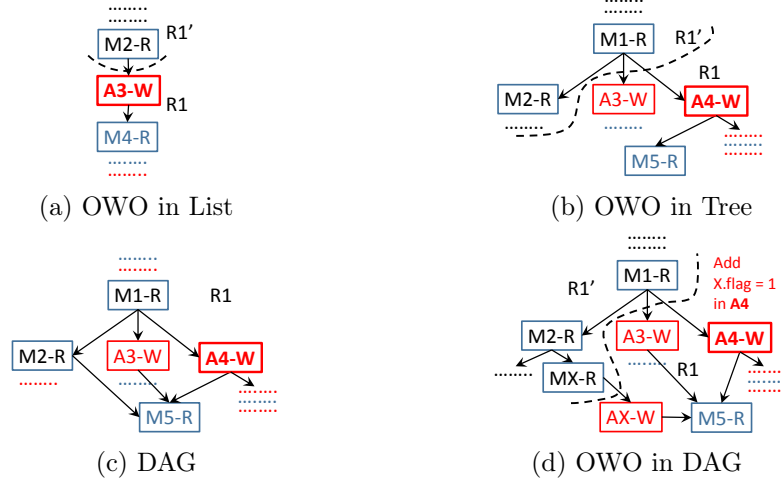 M2-R
R1’
A3-W
R1
M4-R
(a) OWO in List
M1-R
R1’
R1
M2-R
A3-W
A4-W
M5-R
(b) OWO in Tree
M1-R
R1
M2-R
A3-W
A4-W
M5-R
(c) DAG
M1-R
Add
X.flag = 1
in A4
R1’
M2-R
A3-W
A4-W
MX-R
R1
AX-W
M5-R
(d) OWO in DAG